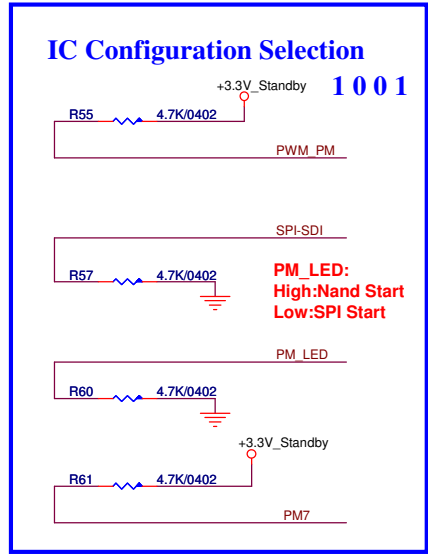 IC Configuration Selection
1 0 0 1
+3.3V_Standby
R55 4.7K/0402
PWM_PM
SPI-SDI
R57 4.7K/0402
PM_LED:
High:Nand Start
Low:SPI Start
PM_LED
R60 4.7K/0402
+3.3V_Standby
R61 4.7K/0402
PM7